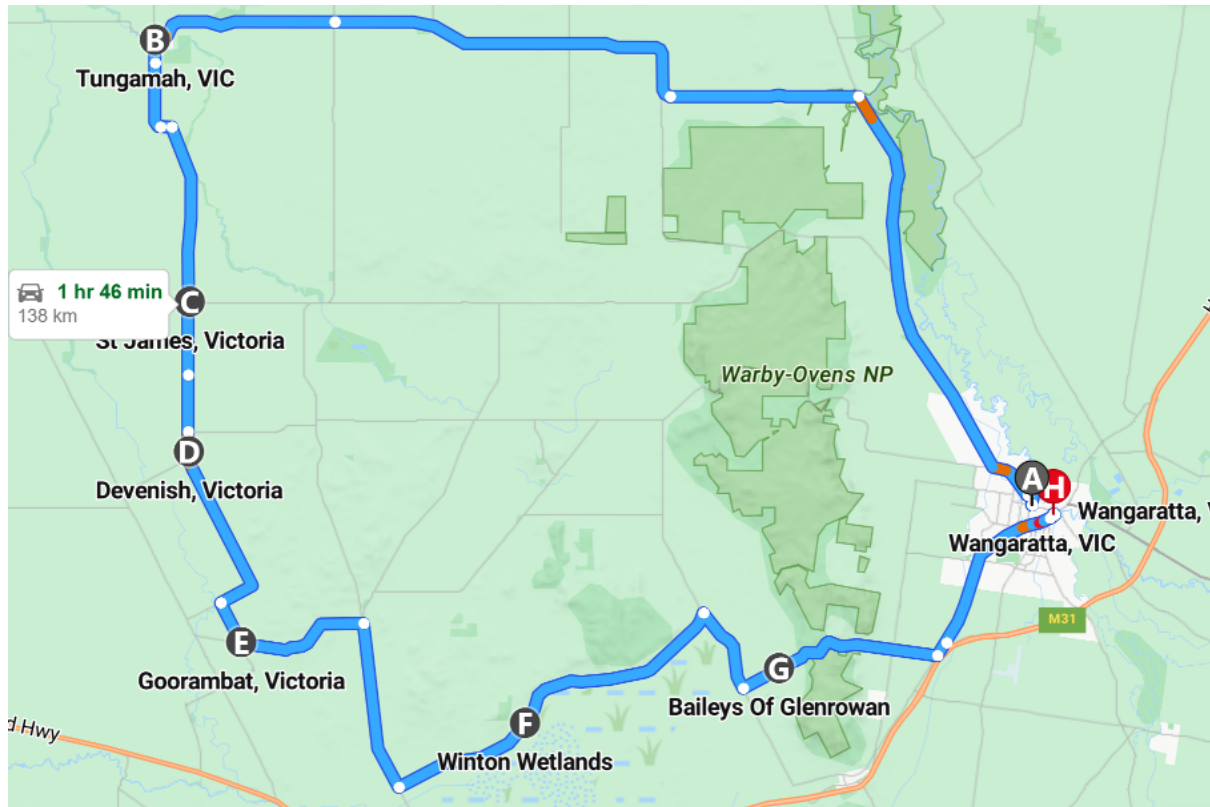 B
Tungamah, VIC
1 hr 46 min
138 km
C
St James, Victoria
Warby-Ovens NP
D
Devenish, Victoria
A
H
Wangaratta, V
Wangaratta, VIC
M31
E
Goorambat, Victoria
G
Baileys Of Glenrowan
F
Winton Wetlands
d Hwy